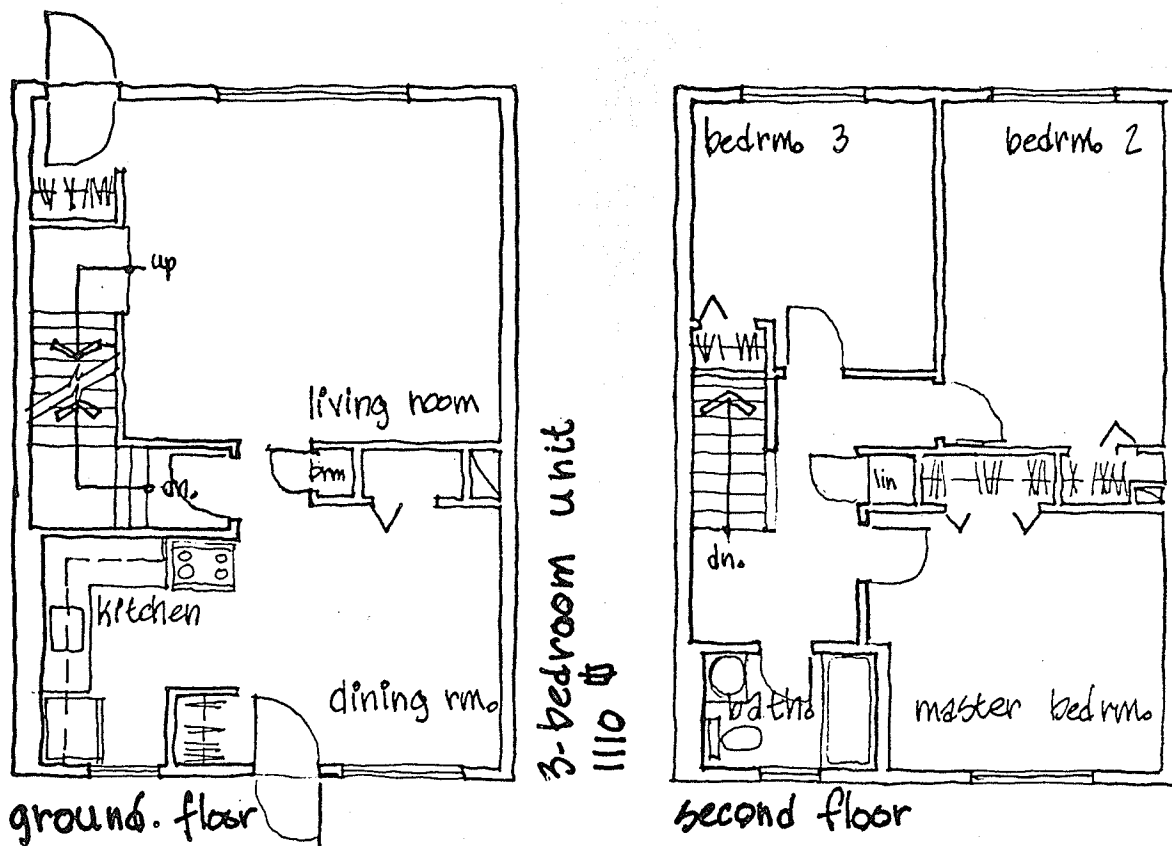 up
living room
brm
dn.
kitchen
dining rm.
ground. floor
3-bedroom unit
1110
bedrm. 3
bedrm. 2
lin
dn.
bath.
master bedrm.
second floor